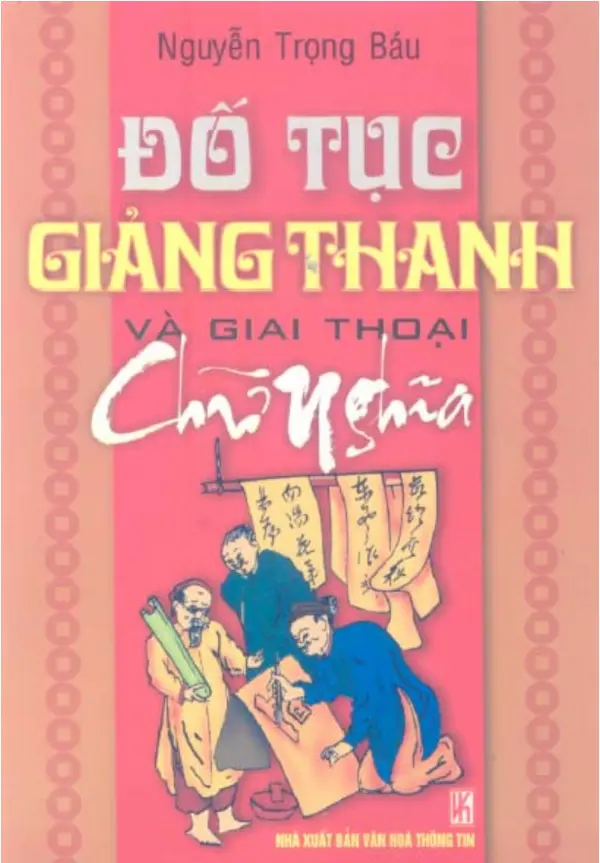 Nguyễn Trọng Báu
ĐỐ TỤC
GIẢNG THANH
VÀ GIAI THOẠI
Chữ Nghĩa
NHÀ XUẤT BẢN VĂN HOÁ THÔNG TIN